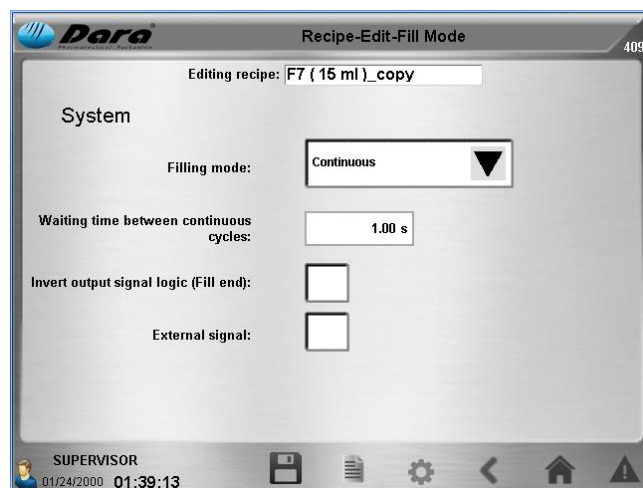 Dara
Pharmaceutical Packaging
Recipe-Edit-Fill Mode
409
Editing recipe: F7 ( 15 ml )_copy
System
Filling mode: Continuous
Waiting time between continuous
cycles: 1.00 s
Invert output signal logic (Fill end):
External signal:
SUPERVISOR
01/24/2000 01:39:13